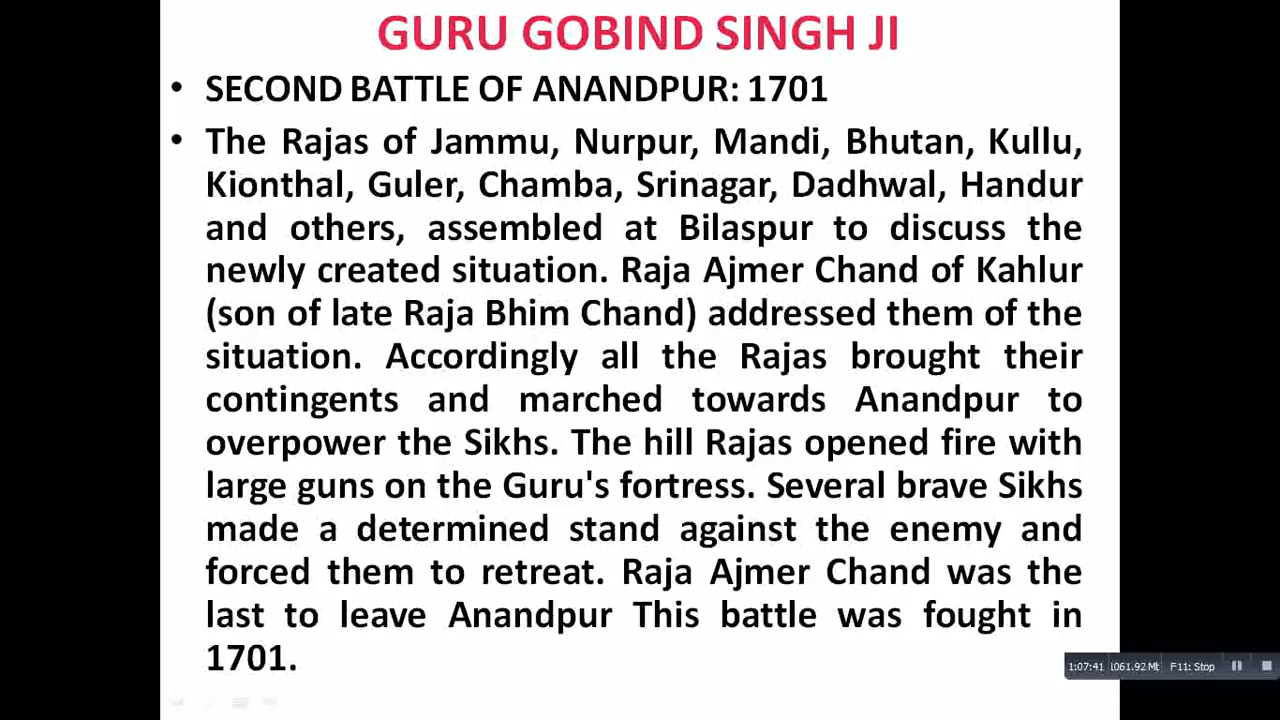 GURU GOBIND SINGH JI
• SECOND BATTLE OF ANANDPUR: 1701
• The Rajas of Jammu, Nurpur, Mandi, Bhutan, Kullu,
Kionthal, Guler, Chamba, Srinagar, Dadhwal, Handur
and others, assembled at Bilaspur to discuss the
newly created situation. Raja Ajmer Chand of Kahlur
(son of late Raja Bhim Chand) addressed them of the
situation. Accordingly all the Rajas brought their
contingents and marched towards Anandpur to
overpower the Sikhs. The hill Rajas opened fire with
large guns on the Guru's fortress. Several brave Sikhs
made a determined stand against the enemy and
forced them to retreat. Raja Ajmer Chand was the
last to leave Anandpur This battle was fought in
1701.
1:07:41 1061.92 Mb F11: Stop